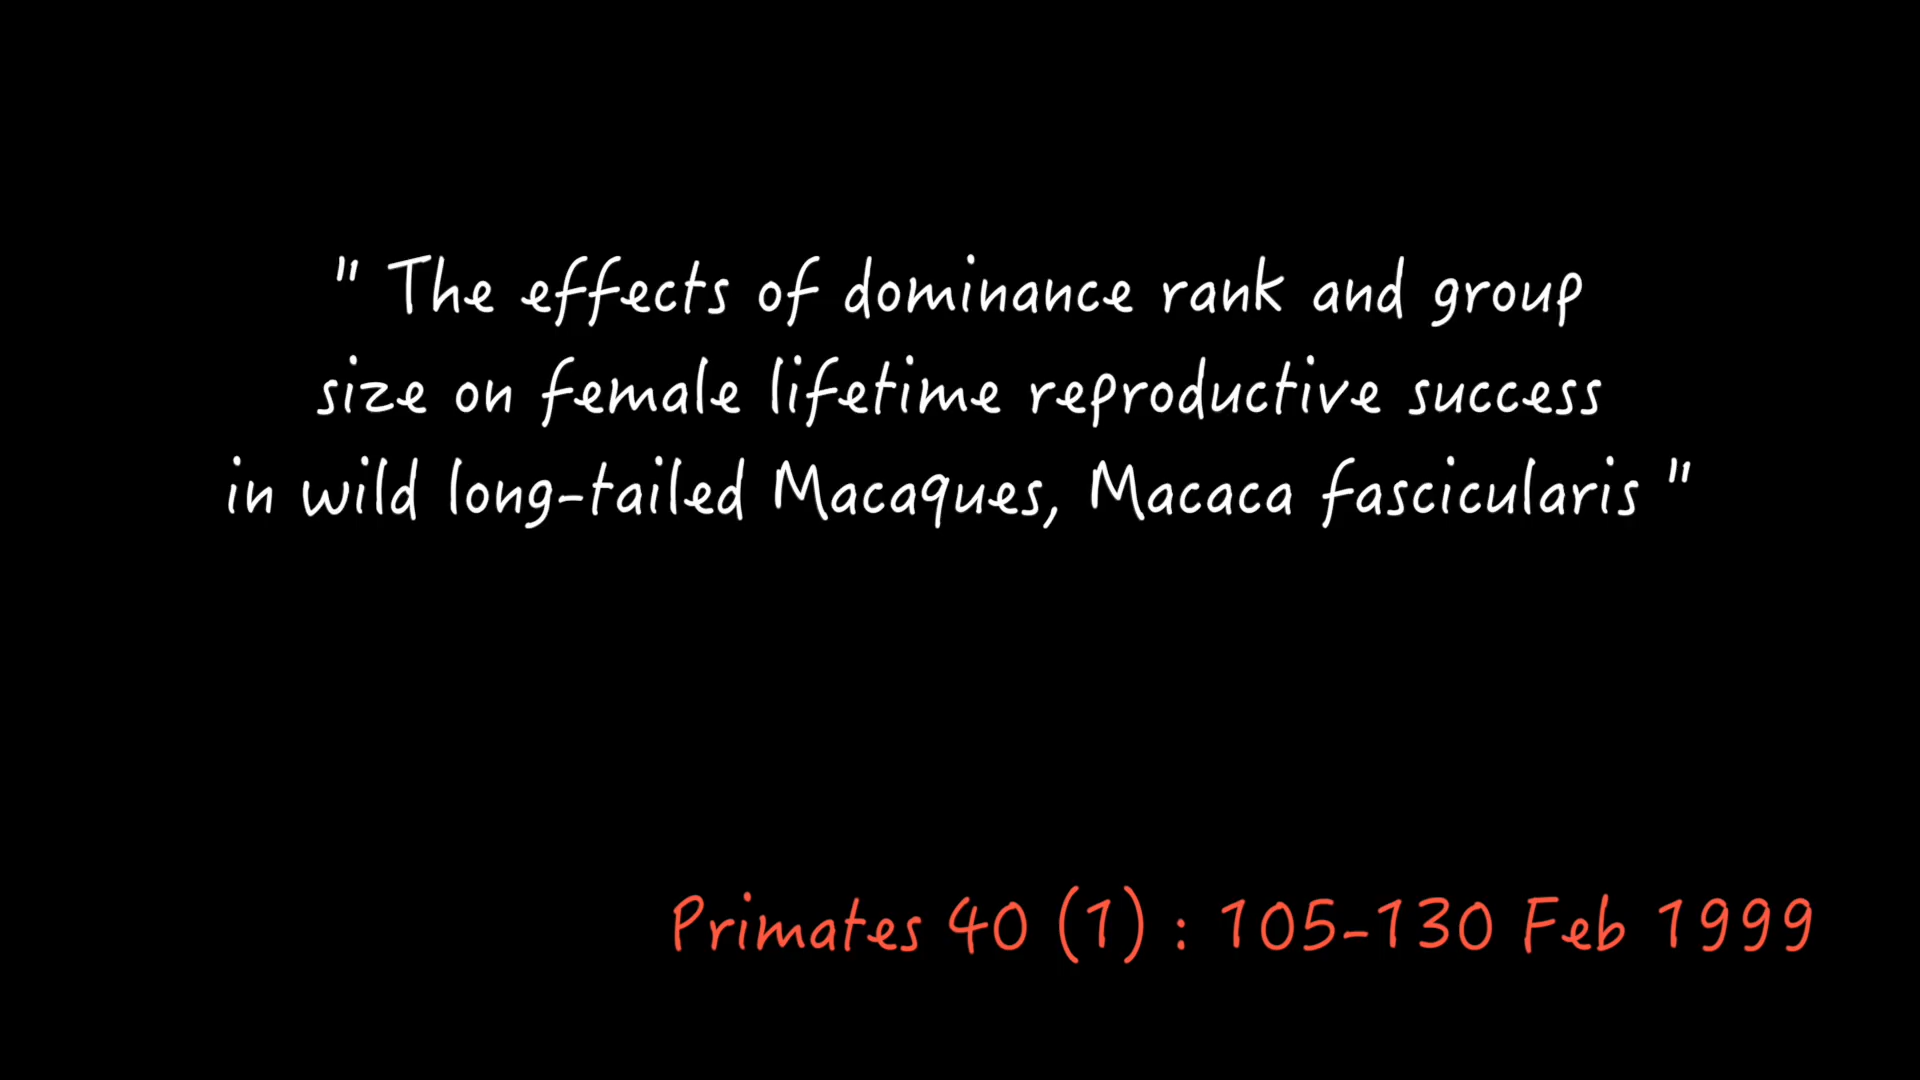 " The effects of dominance rank and group
size on female lifetime reproductive success
in wild long-tailed Macaques, Macaca fascicularis "
Primates 40 (1) : 105-130 Feb 1999